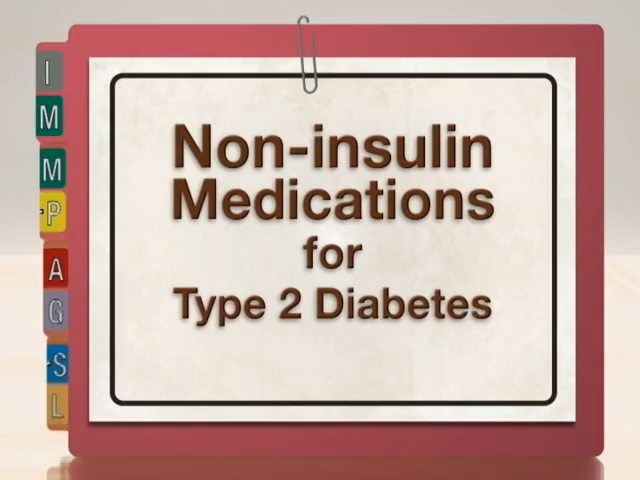 Non-insulin
Medications
for
Type 2 Diabetes
I
M
M
-P
A
G
-S
L